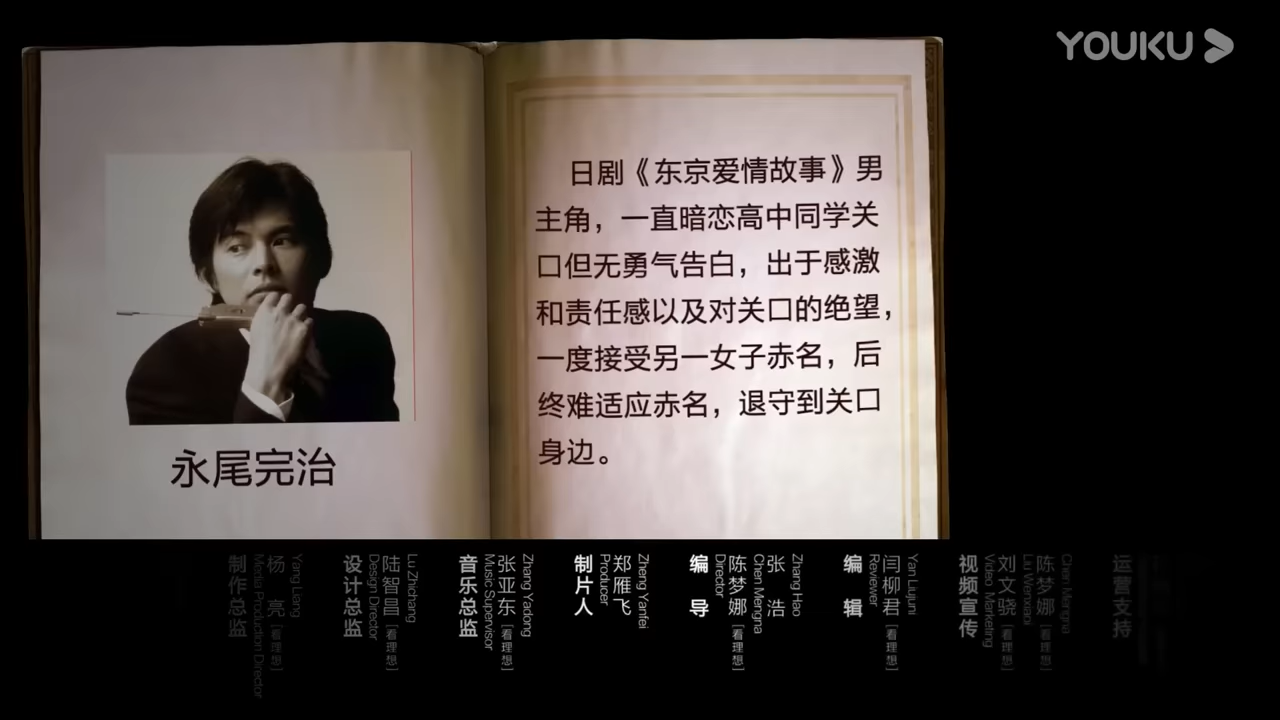 YOUKU
日剧《东京爱情故事》男
主角，一直暗恋高中同学关
口但无勇气告白，出于感激
和责任感以及对关口的绝望，
一度接受另一女子赤名，后
终难适应赤名，退守到关口
身边。
永尾完治
制作总监
Media Production Director
杨 亮[看理想]
Yang Liang
设计总监
Design Director
陆智昌[看理想]
Lu Zhichang
音乐总监
Music Supervisor
张亚东
Zhang Yadong
制片人
Producer
郑雁飞
Zheng Yanfei
编 导
Director
陈梦娜[看理想]
Chen Mengna
张 浩
Zhang Hao
编 辑
Reviewer
闫柳君[看理想]
Yan Liujuni
视频宣传
Video Marketing
刘文骁[看理想]
Liu Wenxiao
陈梦娜[看理想]
Chen Mengna
运营支持